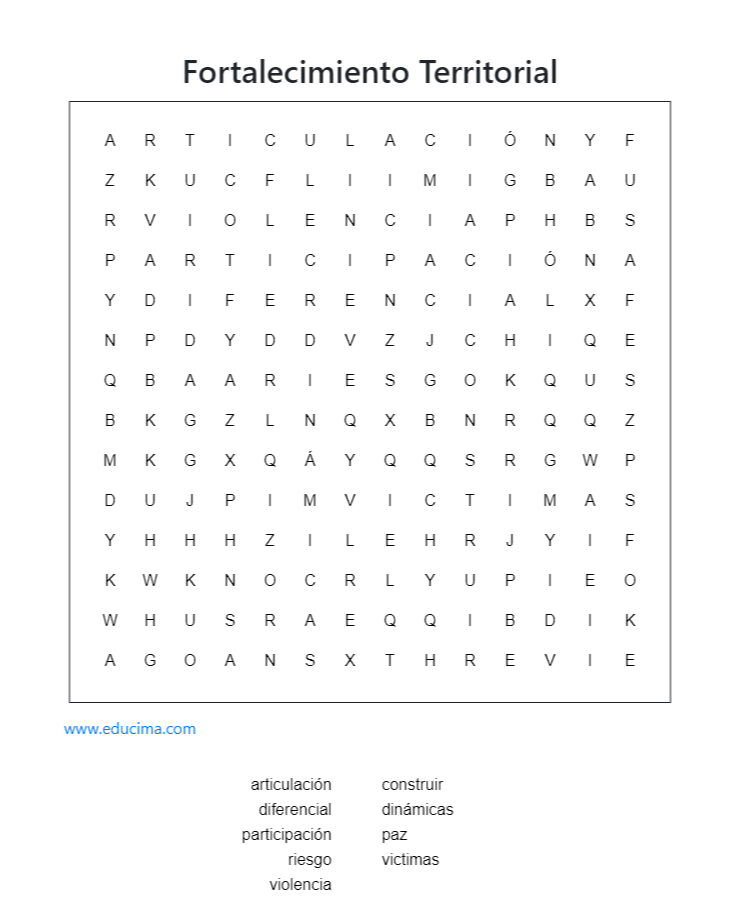 Fortalecimiento Territorial
A R T I C U L A C I Ó N Y F
Z K U C F L I I M I G B A U
R V I O L E N C I A P H B S
P A R T I C I P A C I Ó N A
Y D I F E R E N C I A L X F
N P D Y D D V Z J C H I Q E
Q B A A R I E S G O K Q U S
B K G Z L N Q X B N R Q Q Z
M K G X Q Á Y Q Q S R G W P
D U J P I M V I C T I M A S
Y H H H Z I L E H R J Y I F
K W K N O C R L Y U P I E O
W H U S R A E Q Q I B D I K
A G O A N S X T H R E V I E
www.educima.com
articulación construir
diferencial dinámicas
participación paz
riesgo victimas
violencia